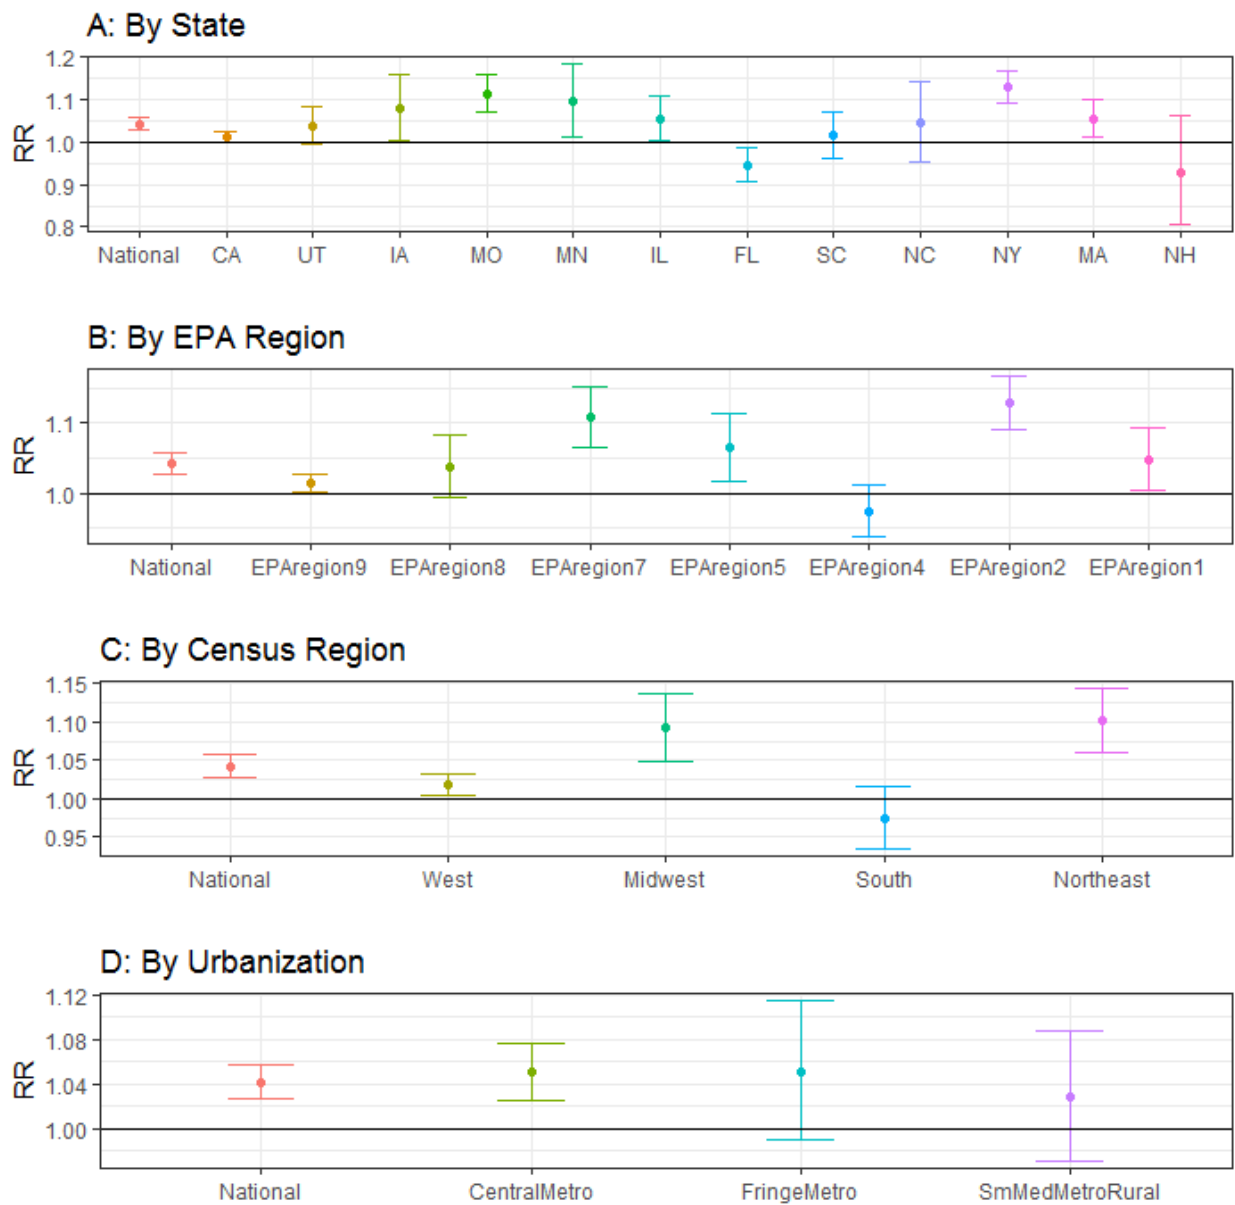 A: By State
1.2
1.1
1.0
0.9
0.8
RR
National CA UT IA MO MN IL FL SC NC NY MA NH
B: By EPA Region
1.1
1.0
RR
National EPAregion9 EPAregion8 EPAregion7 EPAregion5 EPAregion4 EPAregion2 EPAregion1
C: By Census Region
1.15
1.10
1.05
1.00
0.95
RR
National West Midwest South Northeast
D: By Urbanization
1.12
1.08
1.04
1.00
RR
National CentralMetro FringeMetro SmMedMetroRural